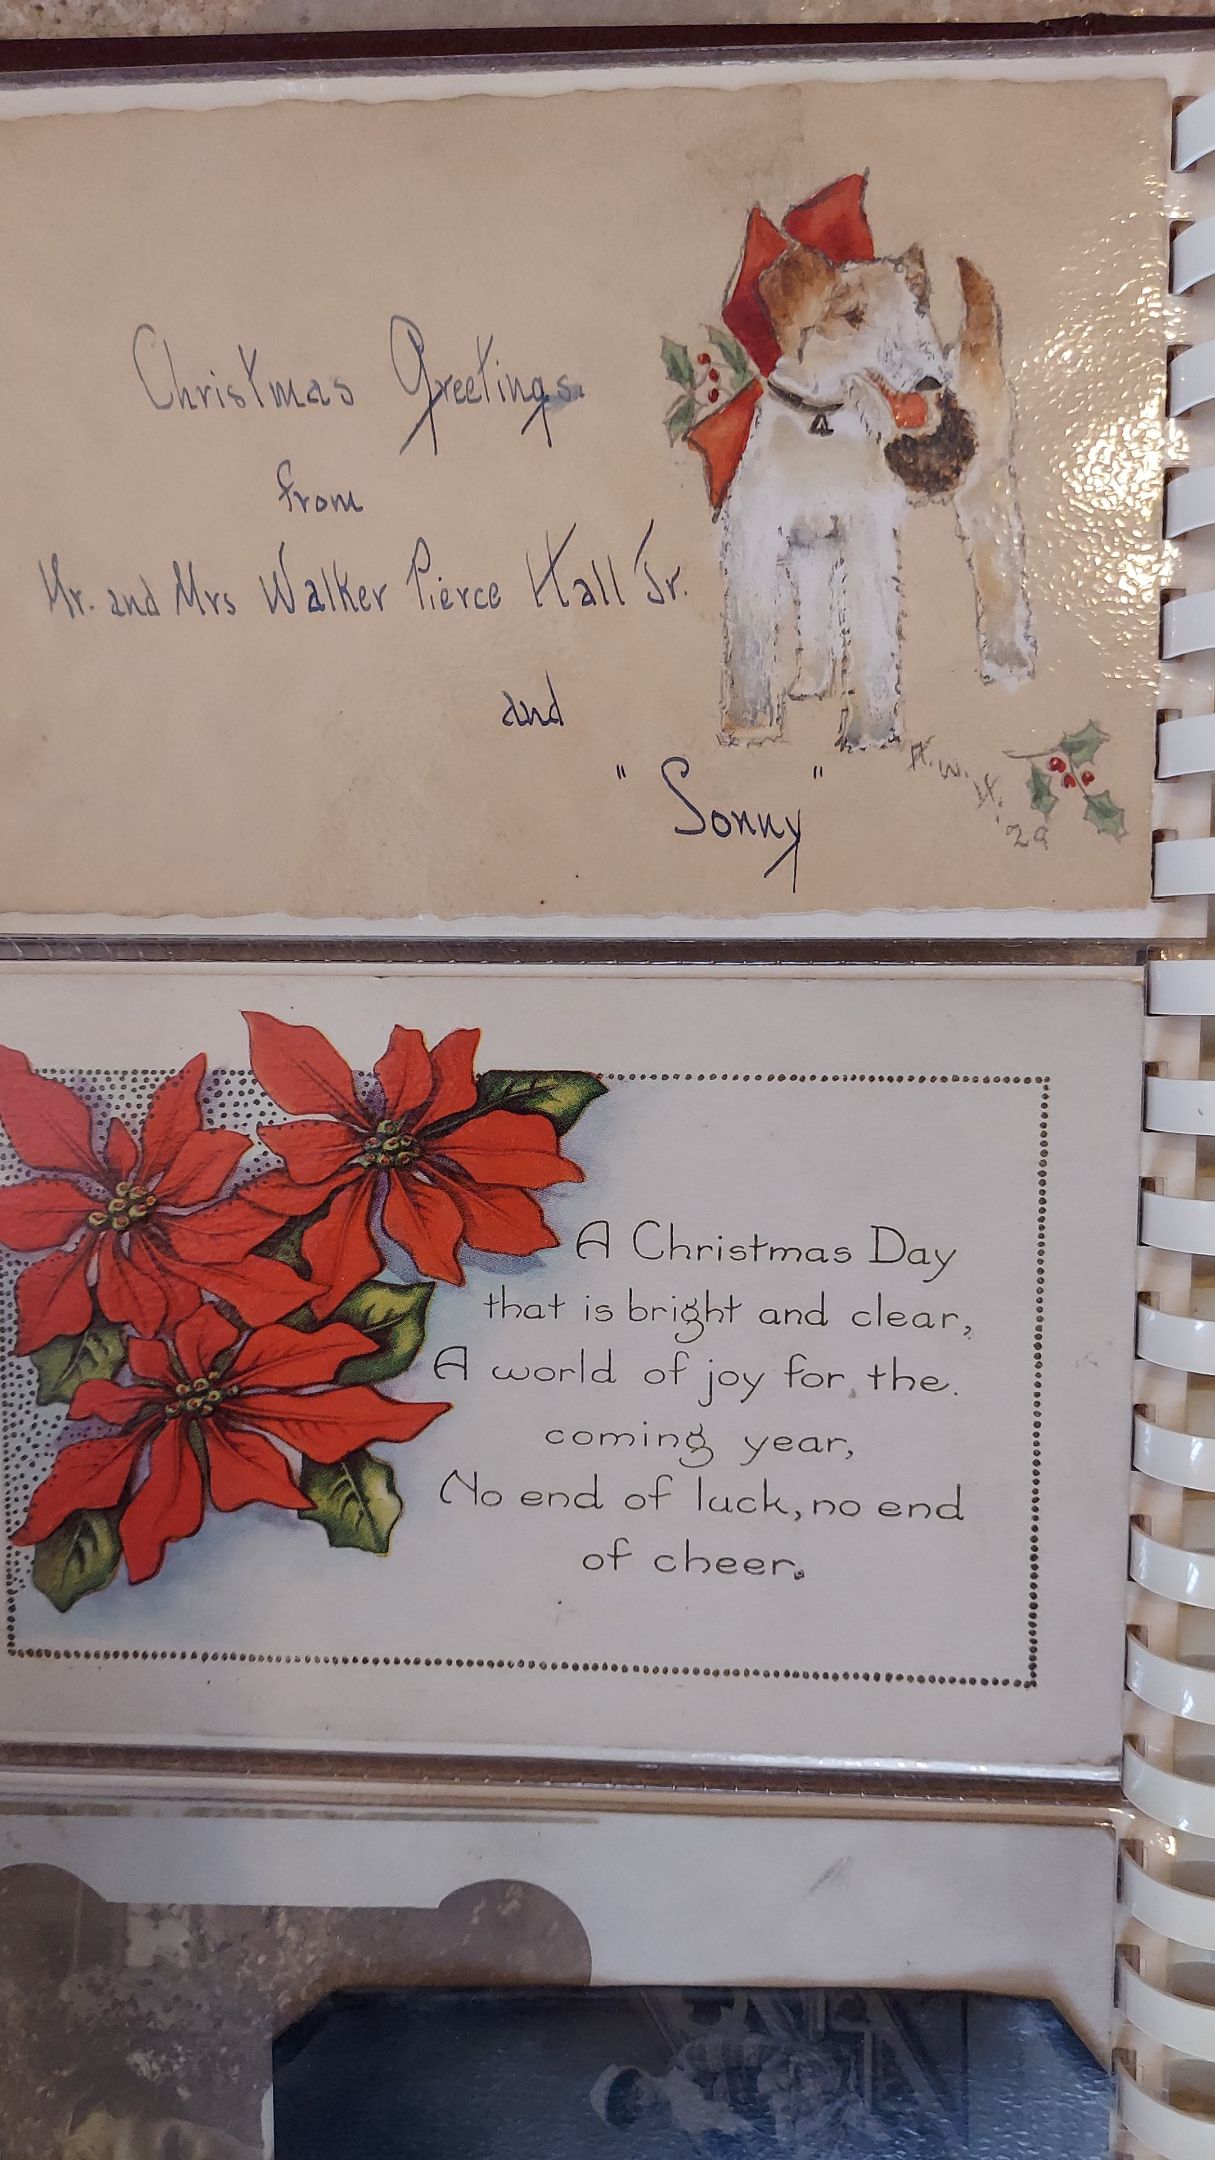 Christmas Greetings
from
Mr. and Mrs Walker Pierce Hall Jr.
and
"Sonny"
H.W.H.
'29
A Christmas Day
that is bright and clear,
A world of joy for the
coming year,
No end of luck, no end
of cheer.